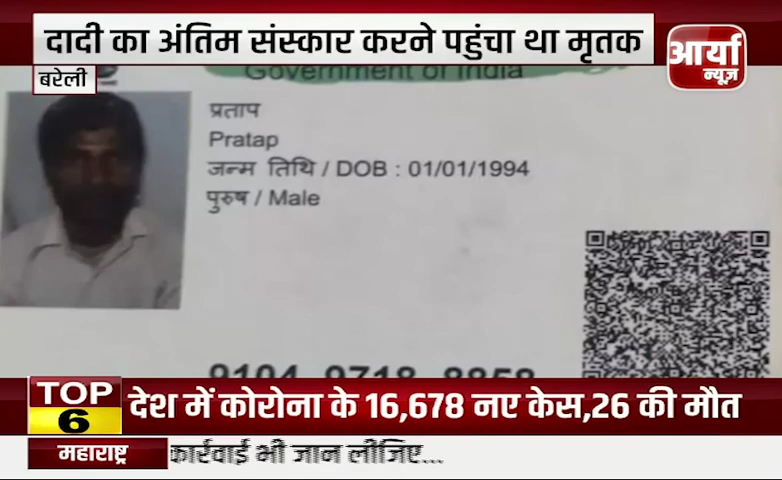 दादी का अंतिम संस्कार करने पहुंचा था मृतक
आर्या
न्यूज़
बरेली
Government of India
प्रताप
Pratap
जन्म तिथि / DOB : 01/01/1994
पुरुष / Male
TOP
6
देश में कोरोना के 16,678 नए केस,26 की मौत
महाराष्ट्र
कार्रवाई भी जान लीजिए...